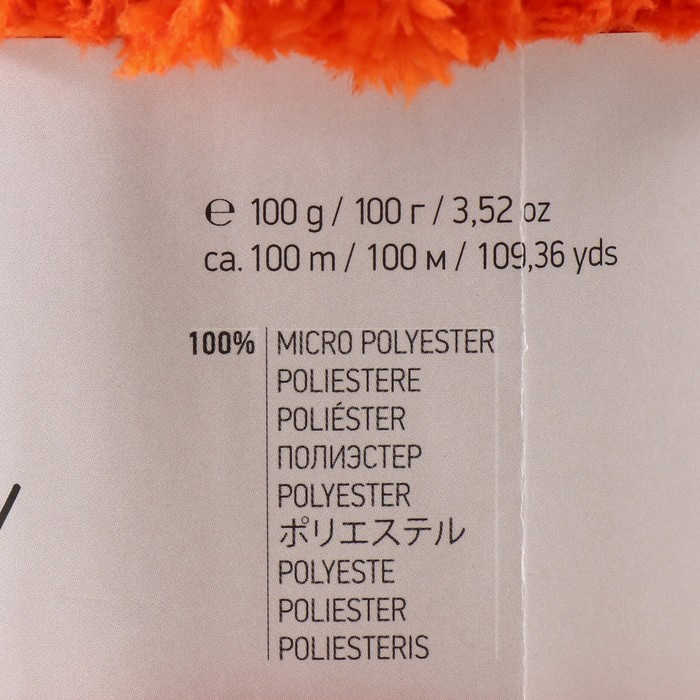 ℮ 100 g / 100 г / 3,52 oz
ca. 100 m / 100 м / 109,36 yds
100% MICRO POLYESTER
POLIESTERE
POLIÉSTER
ПОЛИЭСТЕР
POLYESTER
ポリエステル
POLYESTE
POLIESTER
POLIESTERIS